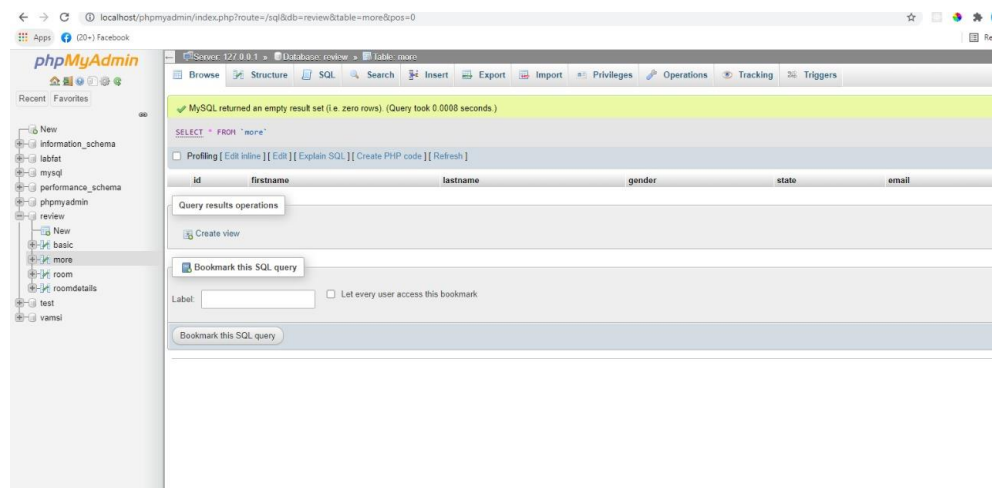 localhost/phpmyadmin/index.php?route=/sql&db=review&table=more&pos=0
Apps (20+) Facebook Re
phpMyAdmin
Recent Favorites
New
information_schema
labfat
mysql
performance_schema
phpmyadmin
review
New
basic
more
room
roomdetails
test
vamsi
Server: 127.0.0.1 » Database: review » Table: more
Browse Structure SQL Search Insert Export Import Privileges Operations Tracking Triggers
MySQL returned an empty result set (i.e. zero rows). (Query took 0.0008 seconds.)
SELECT * FROM `more`
Profiling [ Edit inline ] [ Edit ] [ Explain SQL ] [ Create PHP code ] [ Refresh ]
id firstname lastname gender state email
Query results operations
Create view
Bookmark this SQL query
Label: Let every user access this bookmark
Bookmark this SQL query